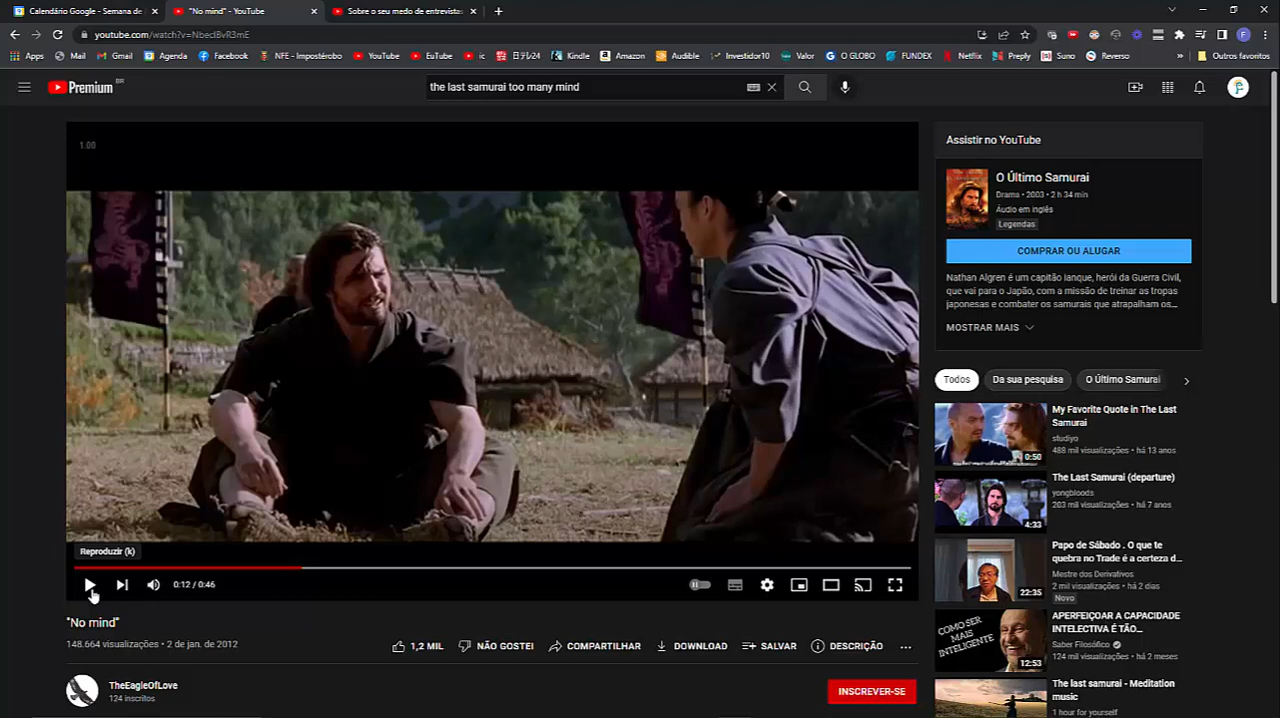 Calendário Google - Semana de
"No mind" - YouTube
Sobre o seu medo de entrevistas
youtube.com/watch?v=NbecIBvR3mE
Apps
Mail
Gmail
Agenda
Facebook
NFE - Impostérobo
YouTube
EuTube
ic
日テレ24
Kindle
Amazon
Audible
Investidor10
Valor
O GLOBO
FUNDEX
Netflix
Preply
Suno
Reverso
Outros favoritos
Premium BR
the last samurai too many mind
1.00
Reproduzir (k)
0:12 / 0:46
"No mind"
148.664 visualizações • 2 de jan. de 2012
1,2 MIL
NÃO GOSTEI
COMPARTILHAR
DOWNLOAD
SALVAR
DESCRIÇÃO
TheEagleOfLove
124 inscritos
INSCREVER-SE
Assistir no YouTube
O Último Samurai
Drama • 2003 • 2 h 34 min
Áudio em inglês
Legendas
COMPRAR OU ALUGAR
Nathan Algren é um capitão ianque, herói da Guerra Civil,
que vai para o Japão, com a missão de treinar as tropas
japonesas e combater os samurais que atrapalham os...
MOSTRAR MAIS
Todos
Da sua pesquisa
O Último Samurai
My Favorite Quote in The Last
Samurai
studiyo
488 mil visualizações • há 13 anos
0:50
The Last Samurai (departure)
yongbloods
203 mil visualizações • há 7 anos
4:33
Papo de Sábado . O que te
quebra no Trade é a certeza d...
Mestre dos Derivativos
2 mil visualizações • há 2 dias
Novo
22:35
COMO SER
MAIS
INTELIGENTE
12:53
APERFEIÇOAR A CAPACIDADE
INTELECTIVA É TÃO...
Saber Filosófico
124 mil visualizações • há 2 meses
The last samurai - Meditation
music
1 hour for yourself